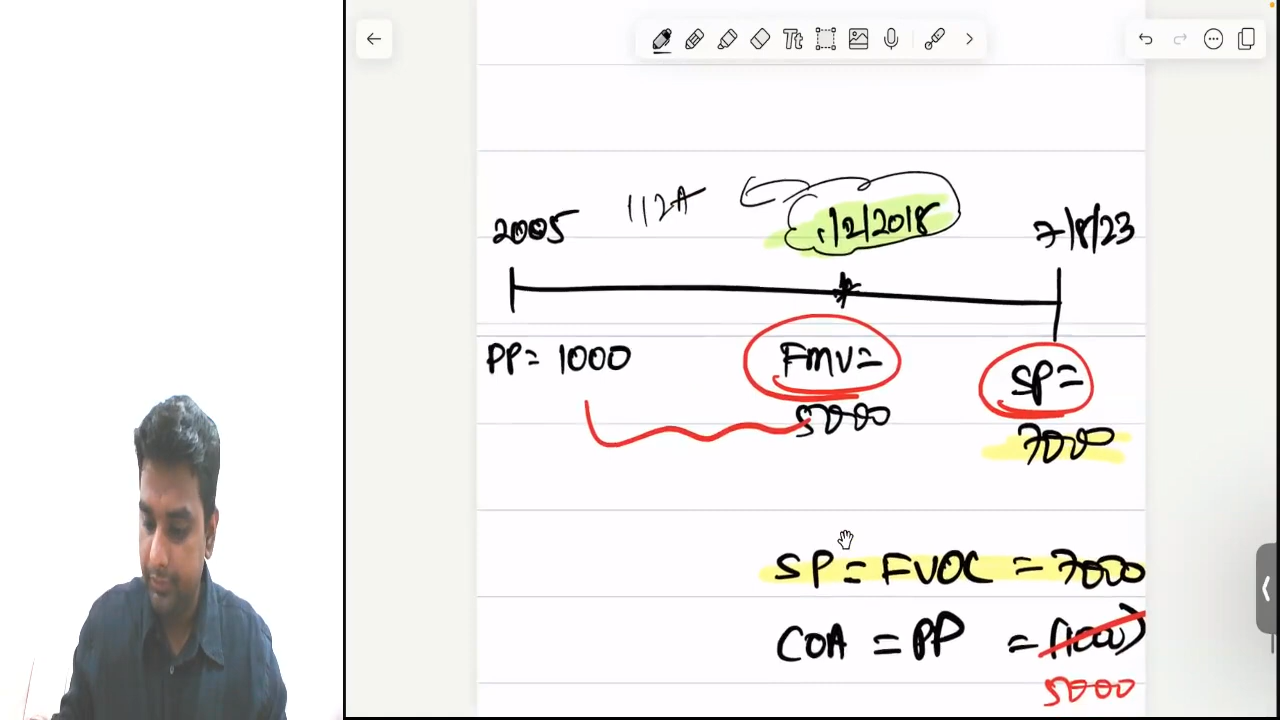 Tt
112A
2005 1/2/2018 7/8/23
PP= 1000 FMV= SP=
5000 7000
SP = FVOC = 7000
COA = PP = (1000)
5000